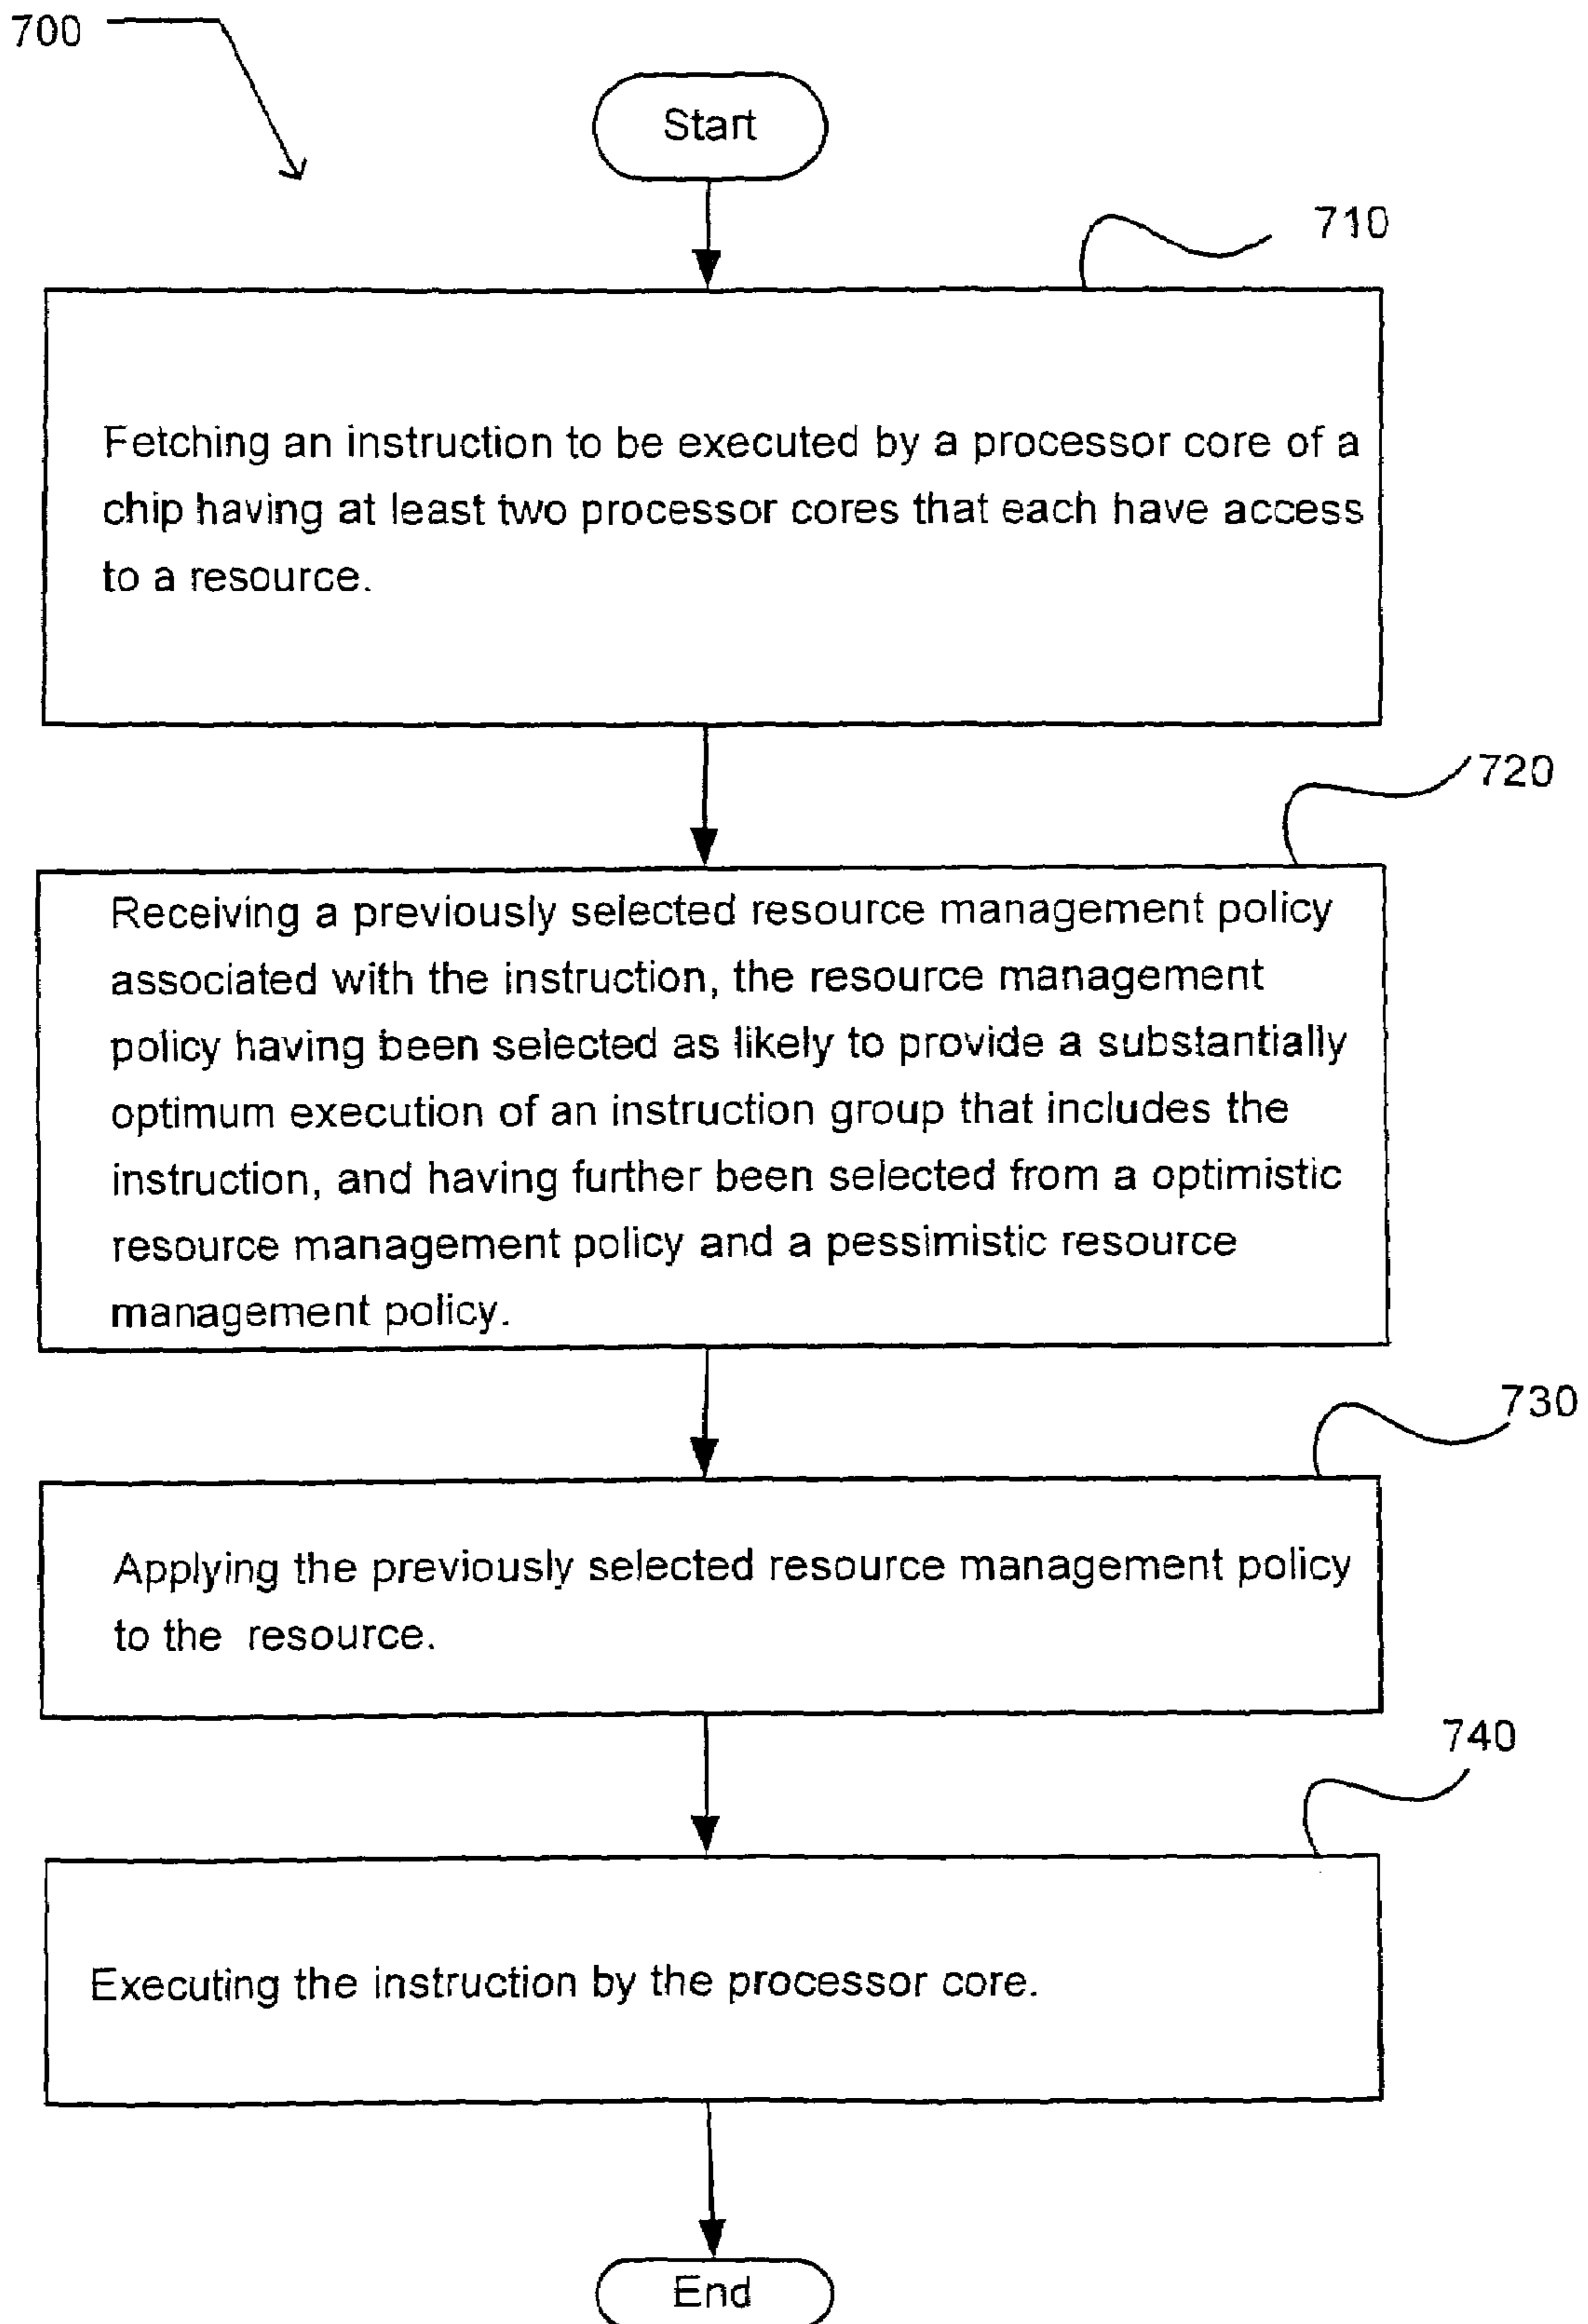 700
Start
710
Fetching an instruction to be executed by a processor core of a
chip having at least two processor cores that each have access
to a resource.
720
Receiving a previously selected resource management policy
associated with the instruction, the resource management
policy having been selected as likely to provide a substantially
optimum execution of an instruction group that includes the
instruction, and having further been selected from a optimistic
resource management policy and a pessimistic resource
management policy.
730
Applying the previously selected resource management policy
to the resource.
740
Executing the instruction by the processor core.
End